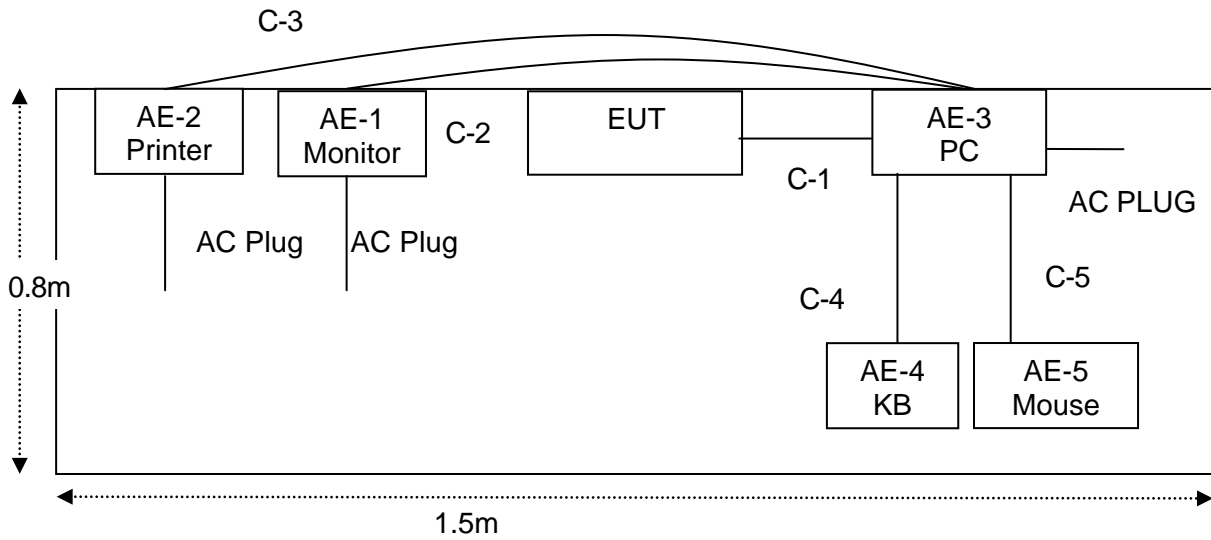 C-3
AE-2
Printer
AE-1
Monitor
C-2
EUT
C-1
AE-3
PC
AC PLUG
AC Plug
AC Plug
0.8m
C-4
C-5
AE-4
KB
AE-5
Mouse
1.5m